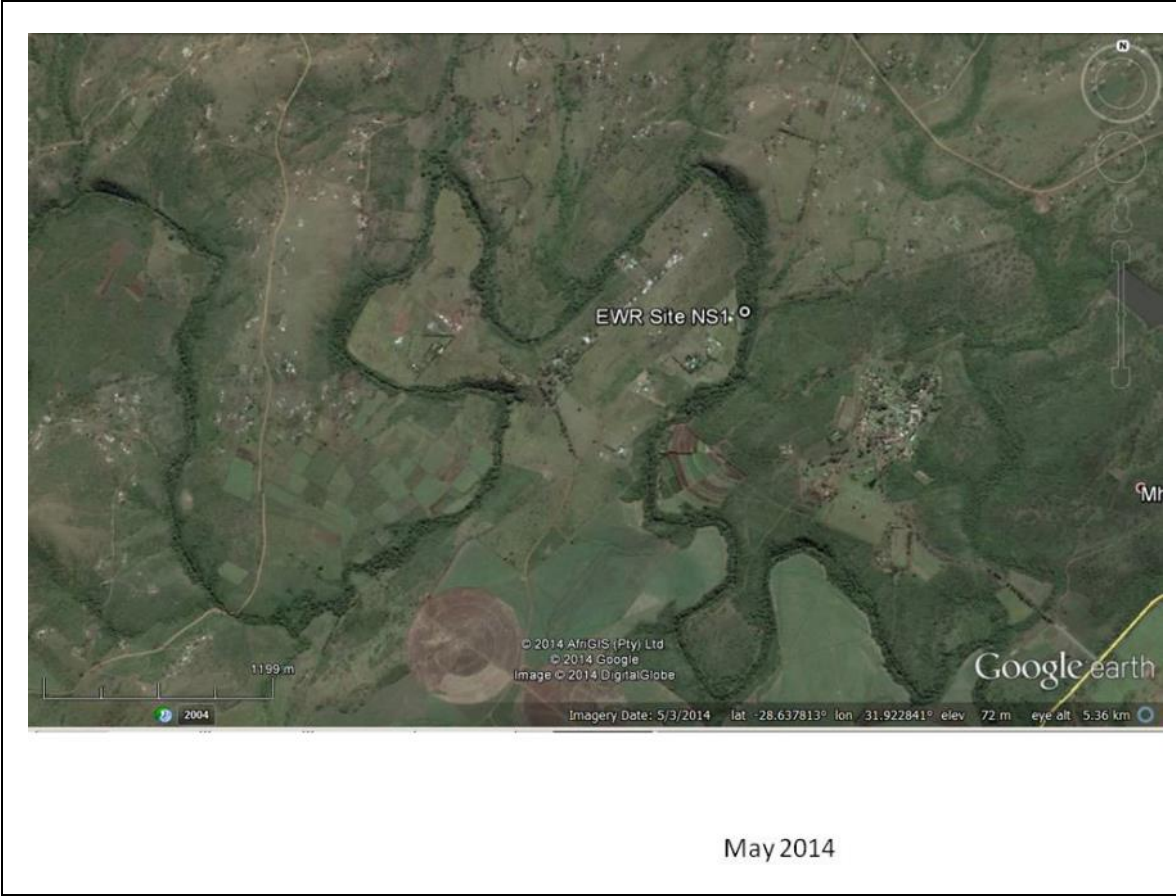 N
EWR Site NS1
Mh
© 2014 AfriGIS (Pty) Ltd
© 2014 Google
Image © 2014 DigitalGlobe
Google earth
1199 m
2004
Imagery Date: 5/3/2014 lat -28.637813° lon 31.922841° elev 72 m eye alt 5.36 km
May 2014